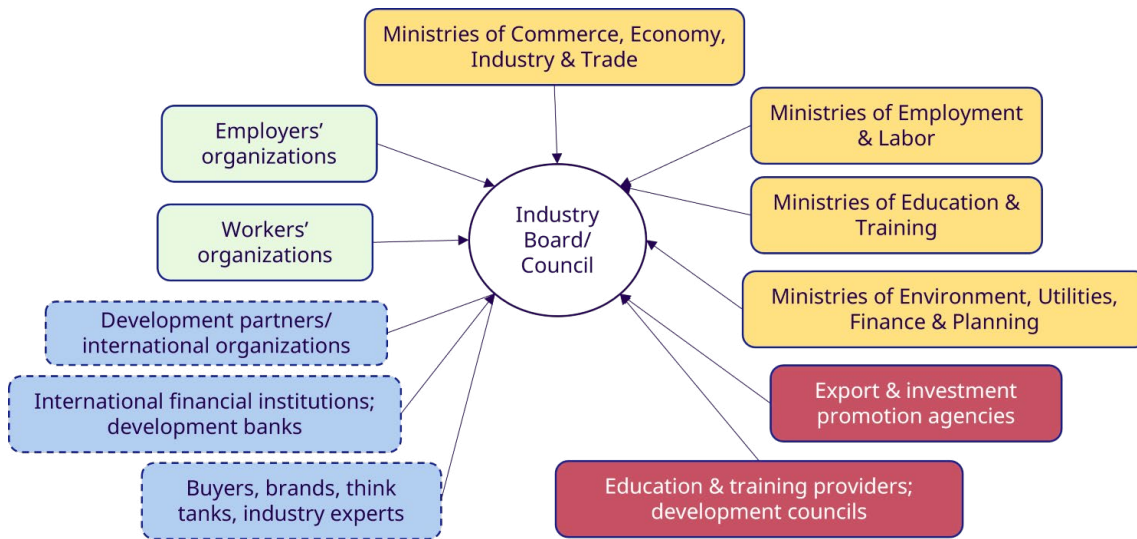 Ministries of Commerce, Economy,
Industry & Trade
Employers’
organizations
Ministries of Employment
& Labor
Workers’
organizations
Industry
Board/
Council
Ministries of Education &
Training
Development partners/
international organizations
Ministries of Environment, Utilities,
Finance & Planning
International financial institutions;
development banks
Export & investment
promotion agencies
Buyers, brands, think
tanks, industry experts
Education & training providers;
development councils